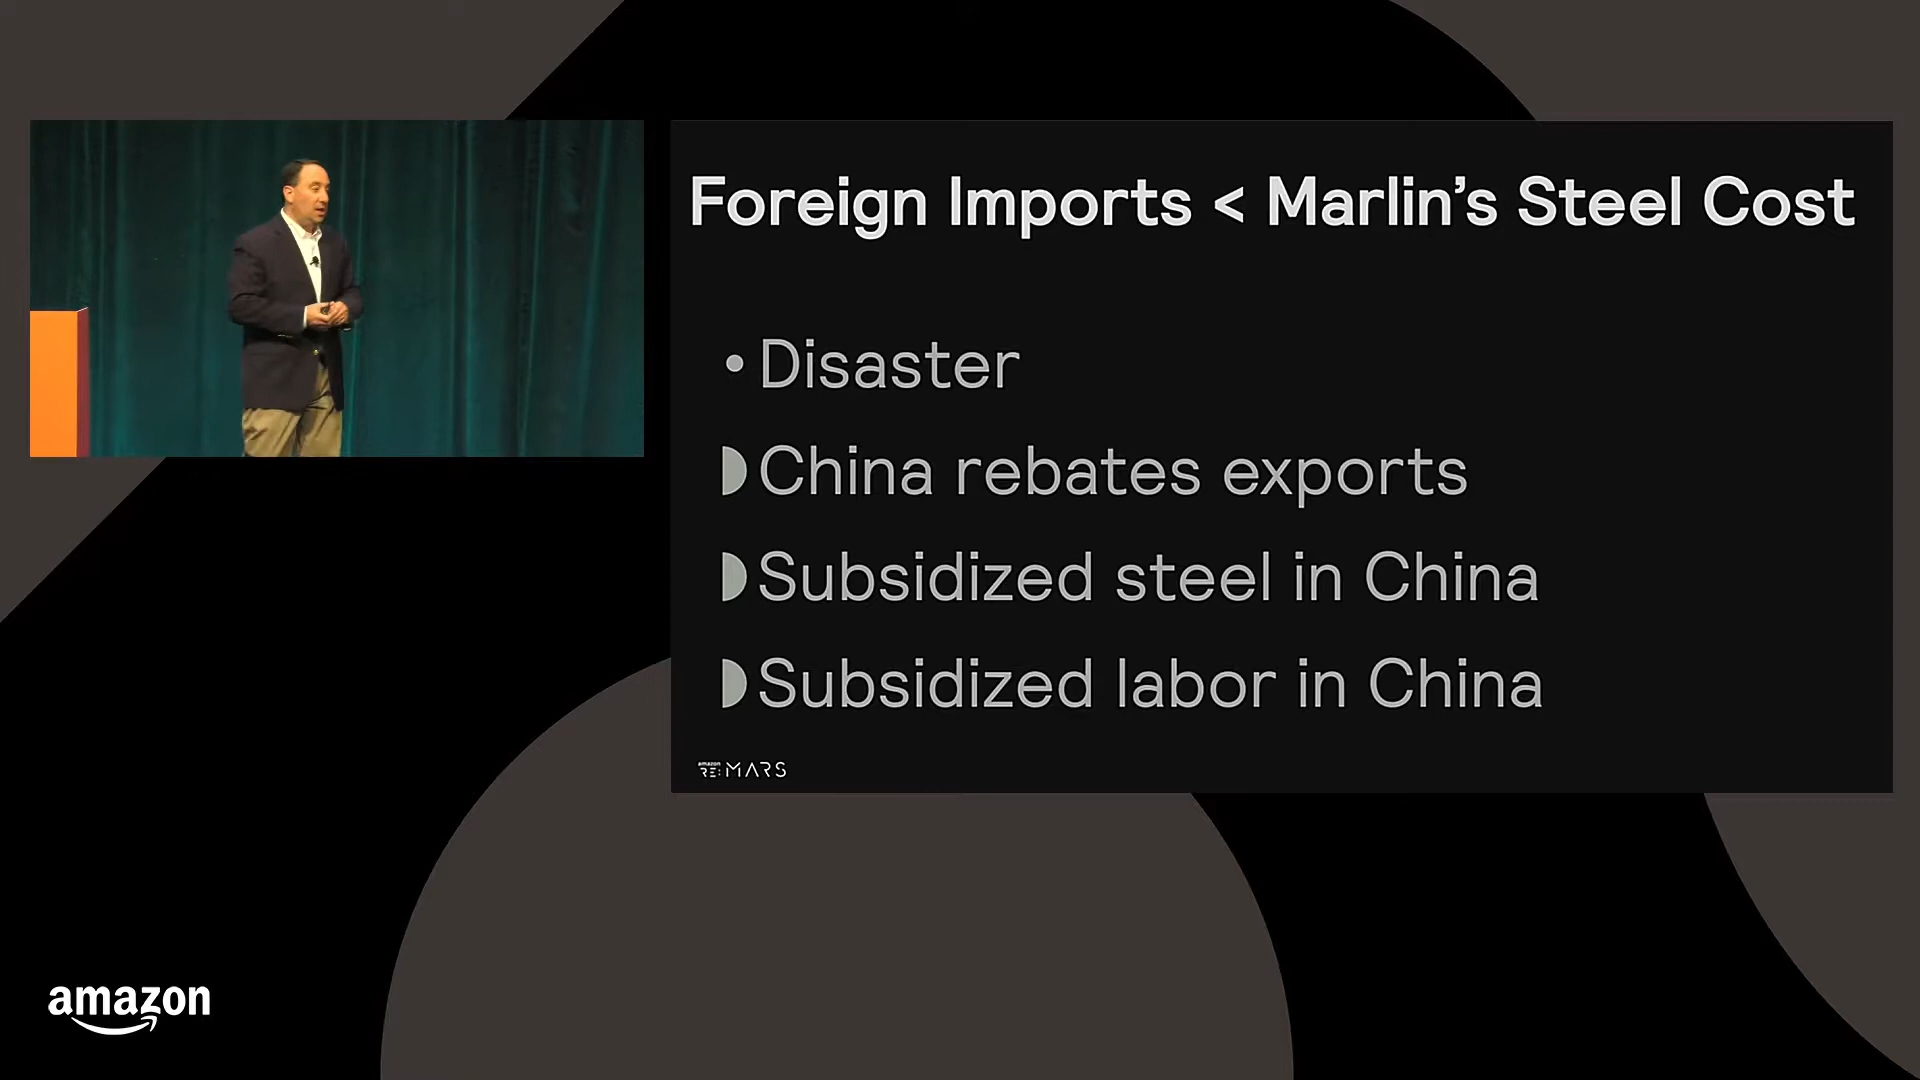 Foreign Imports < Marlin's Steel Cost
• Disaster
China rebates exports
Subsidized steel in China
Subsidized labor in China
amazon
RE:MARS
amazon